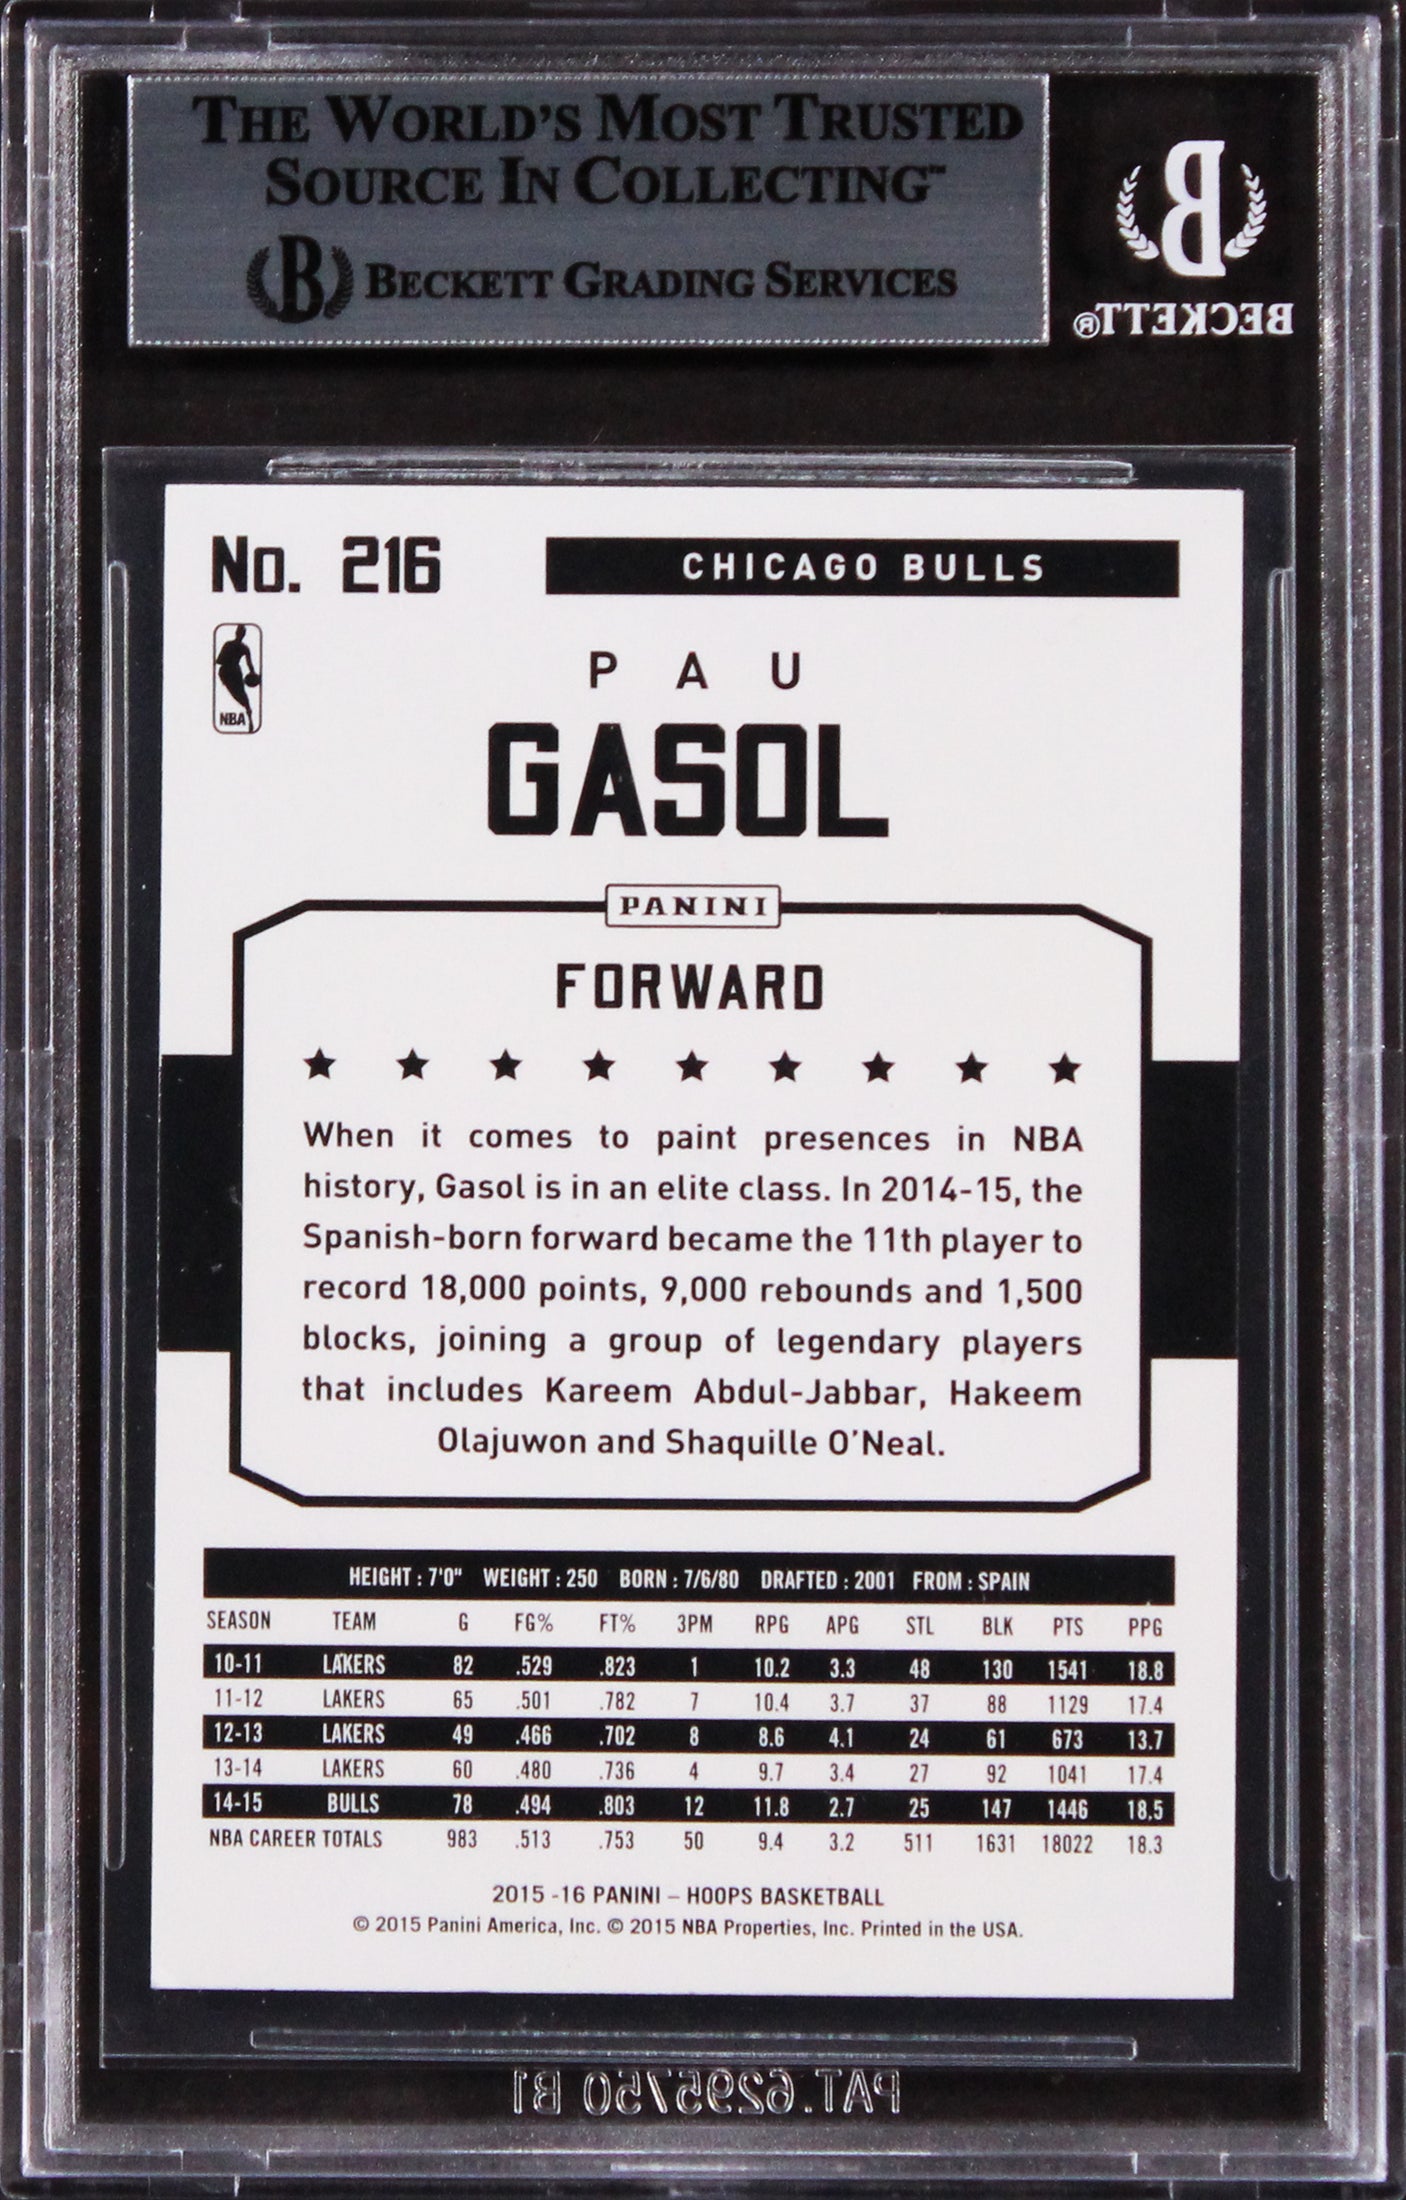 THE WORLD'S MOST TRUSTED
SOURCE IN COLLECTING™
B BECKETT GRADING SERVICES
B
BECKETT®
No. 216
CHICAGO BULLS
NBA
PAU
GASOL
PANINI
FORWARD
When it comes to paint presences in NBA
history, Gasol is in an elite class. In 2014-15, the
Spanish-born forward became the 11th player to
record 18,000 points, 9,000 rebounds and 1,500
blocks, joining a group of legendary players
that includes Kareem Abdul-Jabbar, Hakeem
Olajuwon and Shaquille O'Neal.
HEIGHT : 7'0" WEIGHT : 250 BORN : 7/6/80 DRAFTED : 2001 FROM : SPAIN
SEASON TEAM G FG% FT% 3PM RPG APG STL BLK PTS PPG
10-11 LAKERS 82 .529 .823 1 10.2 3.3 48 130 1541 18.8
11-12 LAKERS 65 .501 .782 7 10.4 3.7 37 88 1129 17.4
12-13 LAKERS 49 .466 .702 8 8.6 4.1 24 61 673 13.7
13-14 LAKERS 60 .480 .736 4 9.7 3.4 27 92 1041 17.4
14-15 BULLS 78 .494 .803 12 11.8 2.7 25 147 1446 18.5
NBA CAREER TOTALS 983 .513 .753 50 9.4 3.2 511 1631 18022 18.3
2015 -16 PANINI – HOOPS BASKETBALL
© 2015 Panini America, Inc. © 2015 NBA Properties, Inc. Printed in the USA.
PAT.6295750 B1